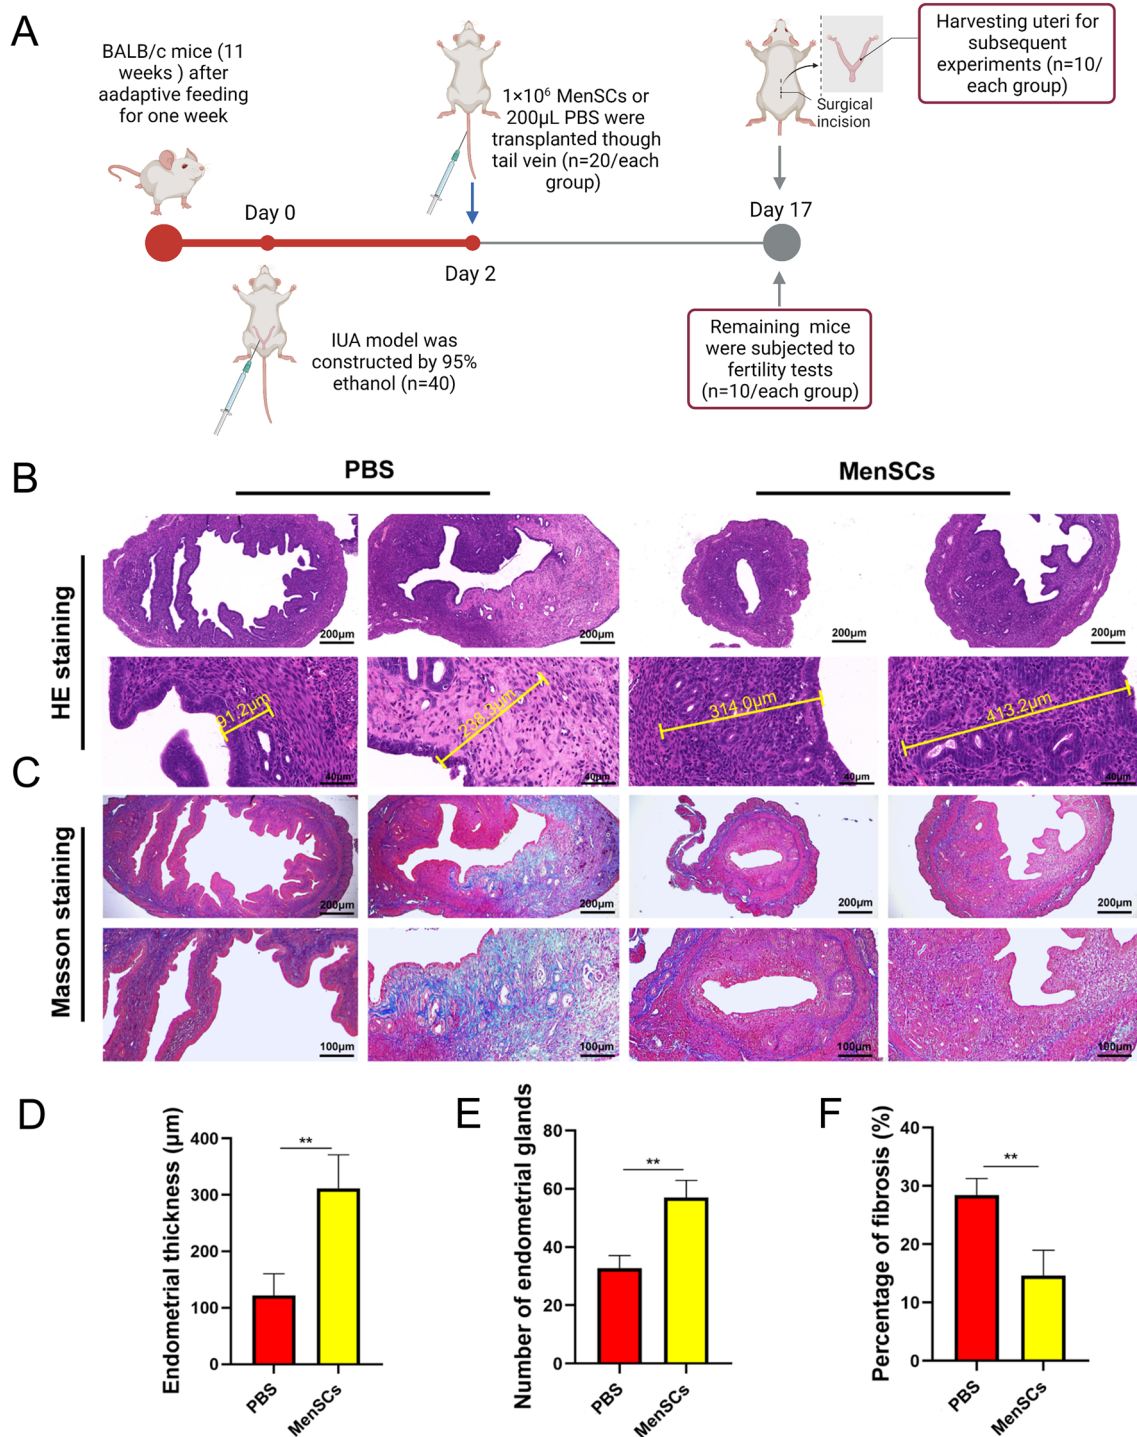 A
BALB/c mice (11
weeks ) after
aadaptive feeding
for one week
1×10⁶ MenSCs or
200μL PBS were
transplanted though
tail vein (n=20/each
group)
Surgical
incision
Harvesting uteri for
subsequent
experiments (n=10/
each group)
Day 0
Day 2
Day 17
IUA model was
constructed by 95%
ethanol (n=40)
Remaining mice
were subjected to
fertility tests
(n=10/each group)
B
PBS
MenSCs
HE staining
200μm
200μm
200μm
200μm
91.2μm
238.3μm
314.0μm
413.2μm
40μm
40μm
40μm
40μm
C
Masson staining
200μm
200μm
200μm
200μm
100μm
100μm
100μm
100μm
D
Endometrial thickness (μm)
400
300
200
100
0
**
PBS
MenSCs
E
Number of endometrial glands
80
60
40
20
0
**
PBS
MenSCs
F
Percentage of fibrosis (%)
40
30
20
10
0
**
PBS
MenSCs